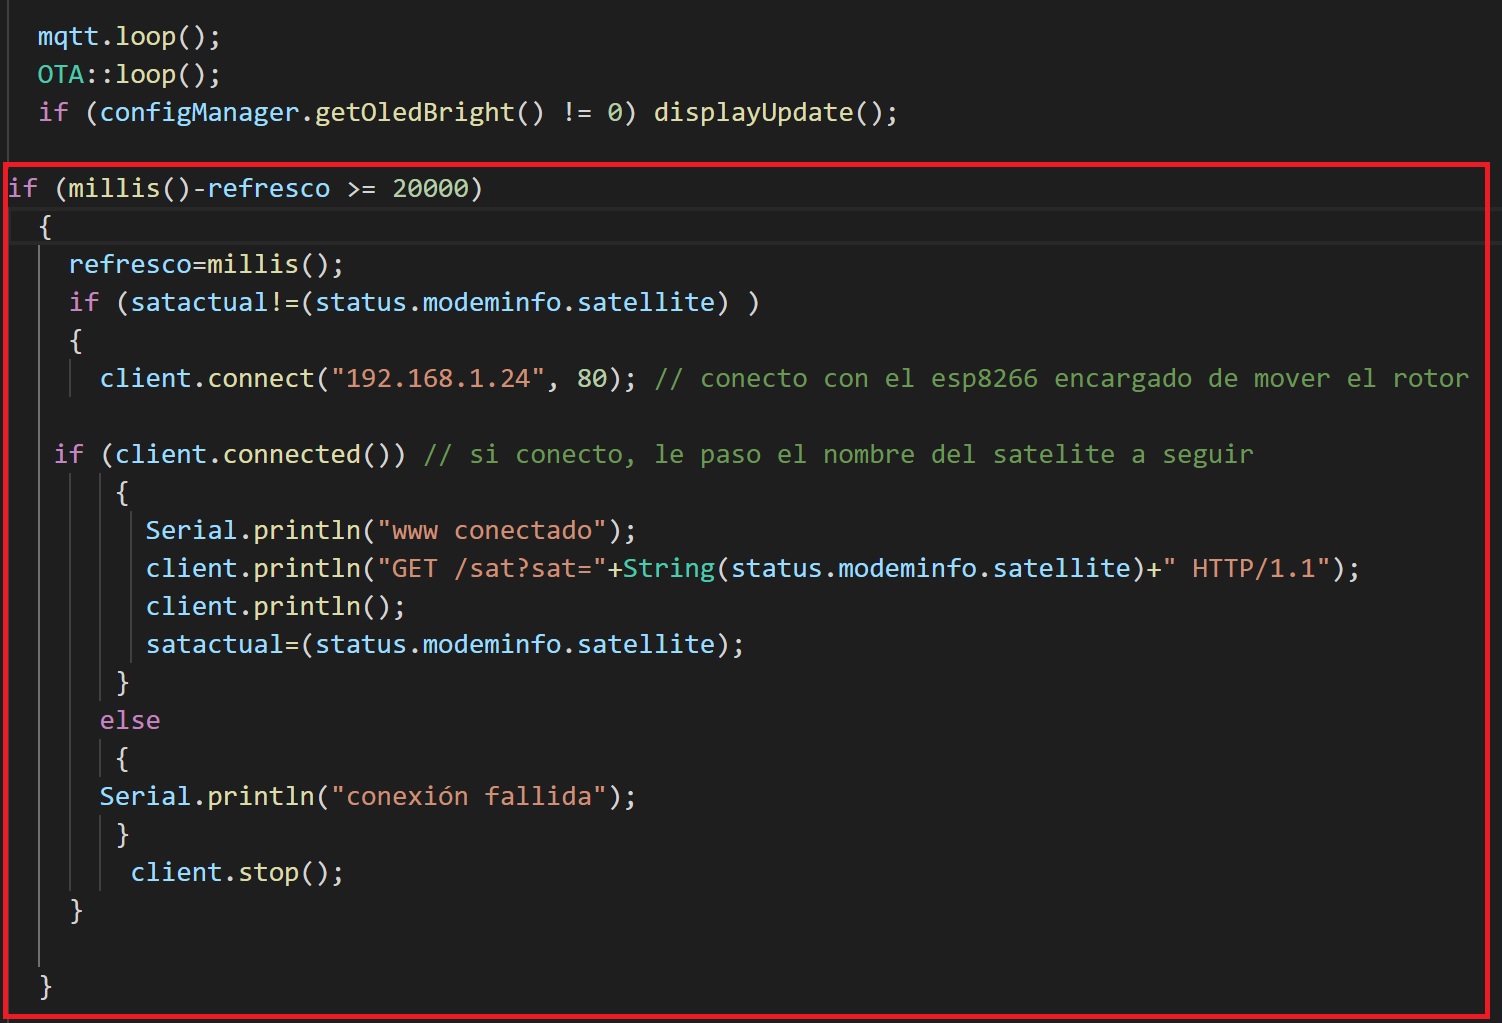 mqtt.loop();
OTA::loop();
if (configManager.getOledBright() != 0) displayUpdate();
if (millis()-refresco >= 20000)
{
refresco=millis();
if (satactual!=(status.modeminfo.satellite) )
{
client.connect("192.168.1.24", 80); // conecto con el esp8266 encargado de mover el rotor
if (client.connected()) // si conecto, le paso el nombre del satelite a seguir
{
Serial.println("www conectado");
client.println("GET /sat?sat="+String(status.modeminfo.satellite)+" HTTP/1.1");
client.println();
satactual=(status.modeminfo.satellite);
}
else
{
Serial.println("conexión fallida");
}
client.stop();
}
}